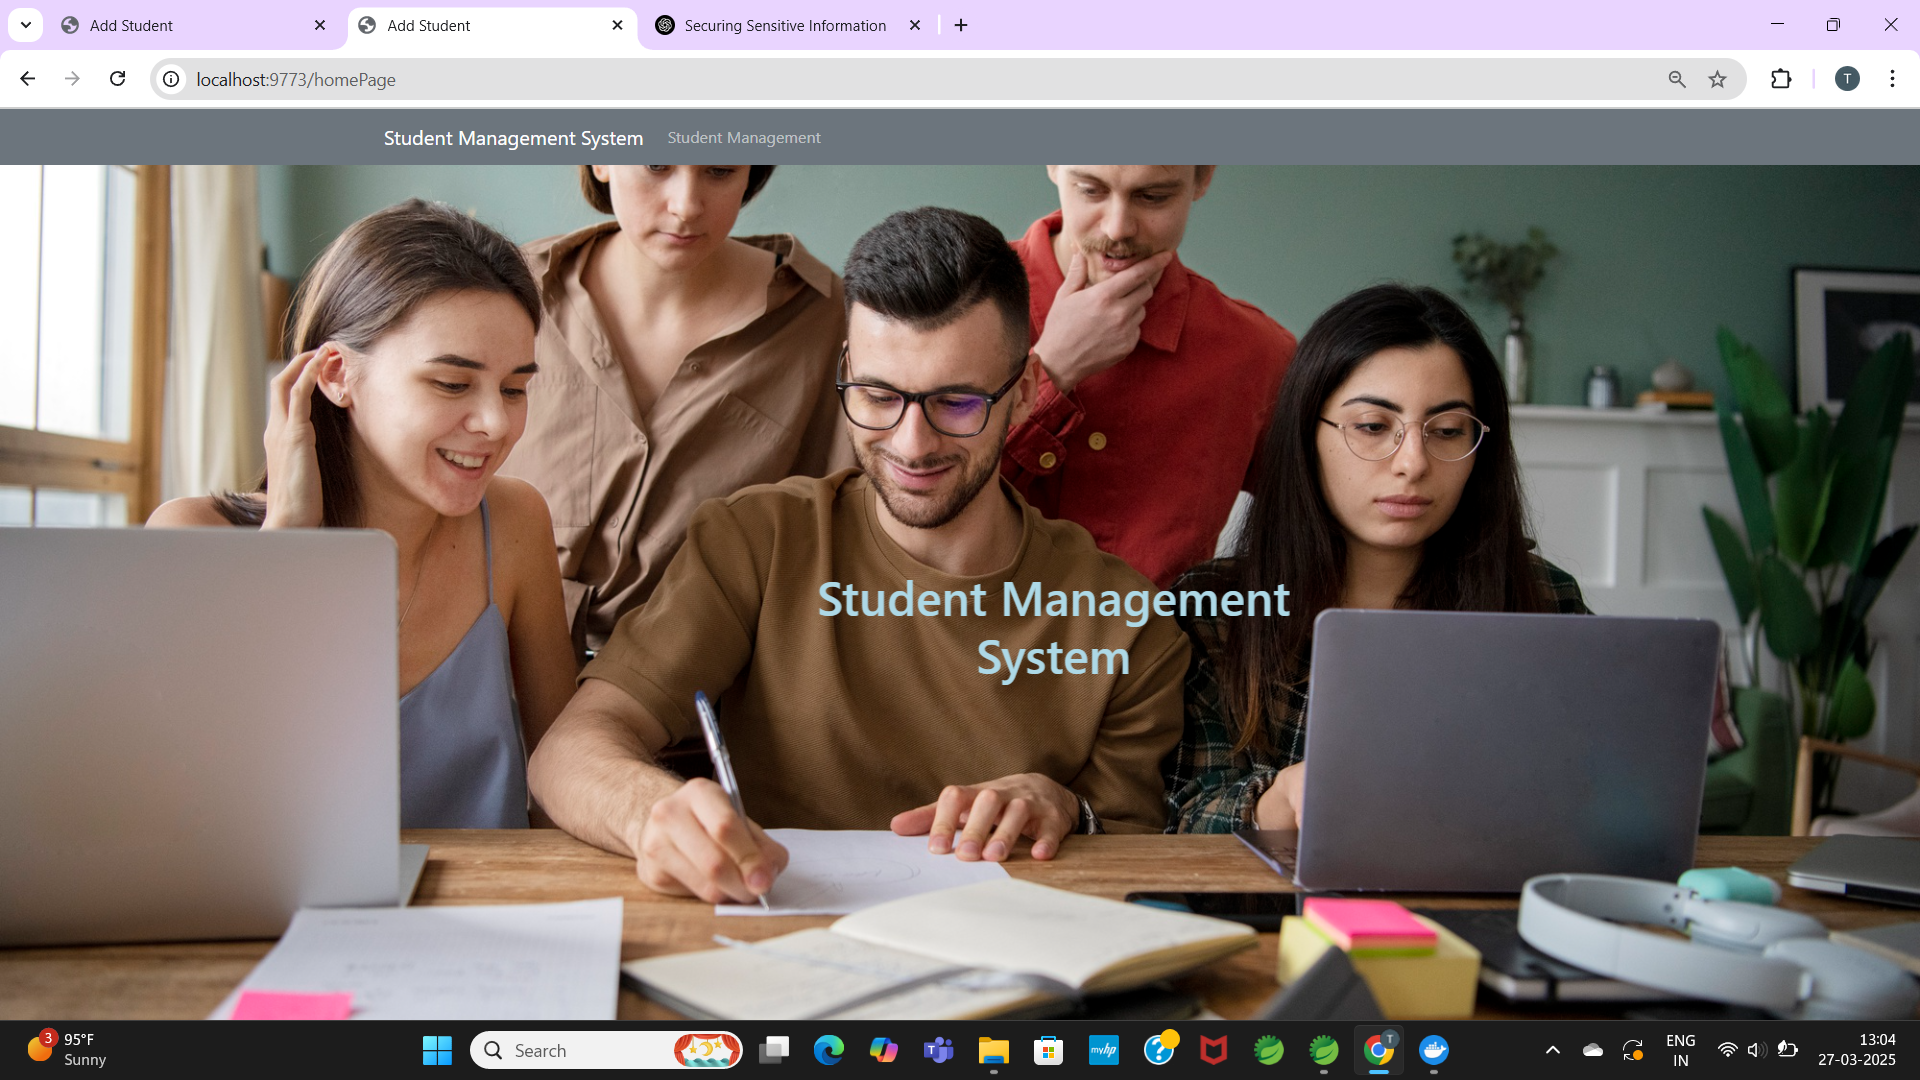 Add Student
Add Student
Securing Sensitive Information
localhost:9773/homePage
T
Student Management System
Student Management
Student Management
System
3
95°F
Sunny
Search
T
myhp
T
ENG
IN
13:04
27-03-2025